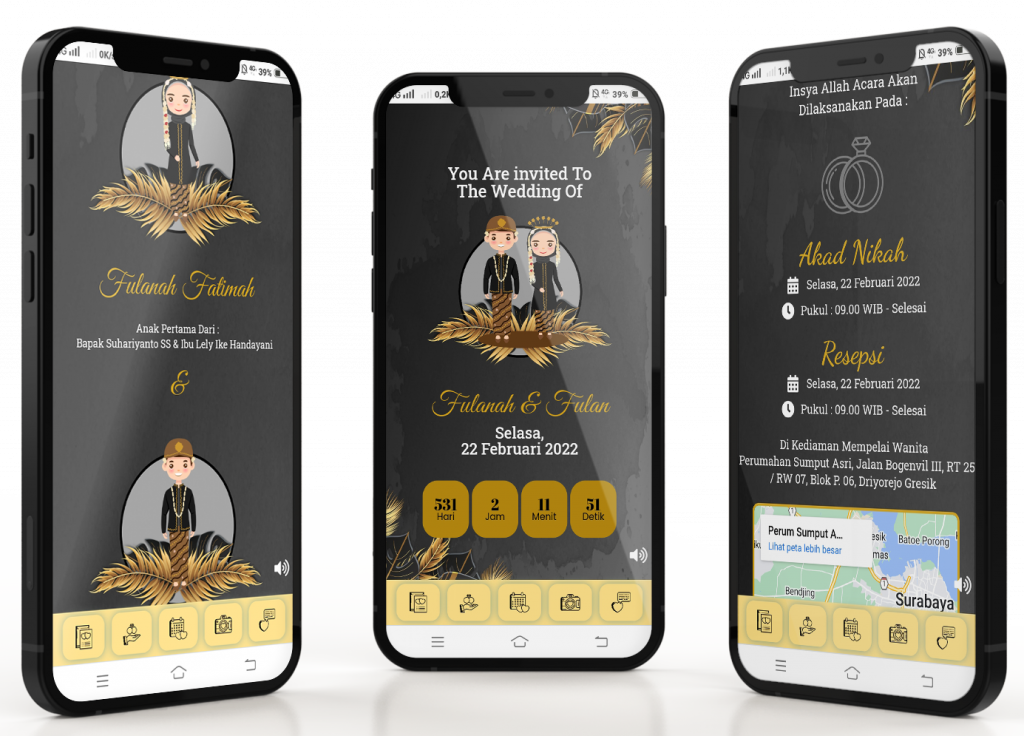 4G
0K/
4G
39%
Fulanah Fatimah
Anak Pertama Dari :
Bapak Suhariyanto SS & Ibu Lely Ike Handayani
&
4G
0,2K
4G
39%
You Are invited To
The Wedding Of
Fulanah & Fulan
Selasa,
22 Februari 2022
531 2 11 51
Hari Jam Menit Detik
4G
1,1K
4G
39%
Insya Allah Acara Akan
Dilaksanakan Pada :
Akad Nikah
Selasa, 22 Februari 2022
Pukul : 09.00 WIB - Selesai
Resepsi
Selasa, 22 Februari 2022
Pukul : 09.00 WIB - Selesai
Di Kediaman Mempelai Wanita
Perumahan Sumput Asri, Jalan Bogenvil III, RT 25
/ RW 07, Blok P. 06, Driyorejo Gresik
Perum Sumput A...
Lihat peta lebih besar
esik
mas
Batoe Porong
Bendjing
Surabaya